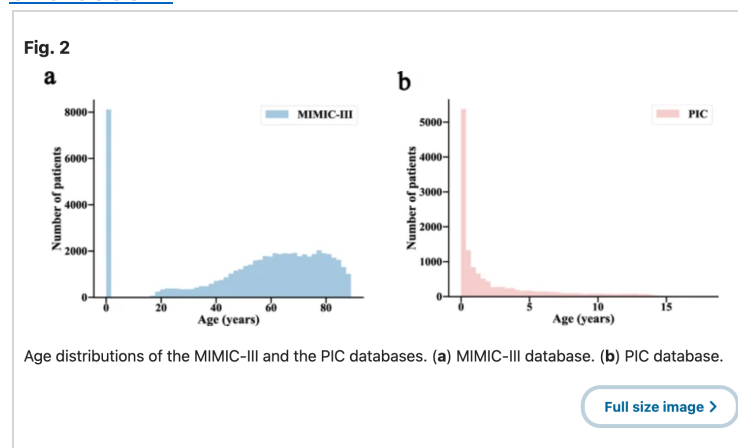 Fig. 2
a
8000
6000
4000
2000
0
Number of patients
MIMIC-III
0 20 40 60 80
Age (years)
b
5000
4000
3000
2000
1000
0
Number of patients
PIC
0 5 10 15
Age (years)
Age distributions of the MIMIC-III and the PIC databases. (a) MIMIC-III database. (b) PIC database.
Full size image